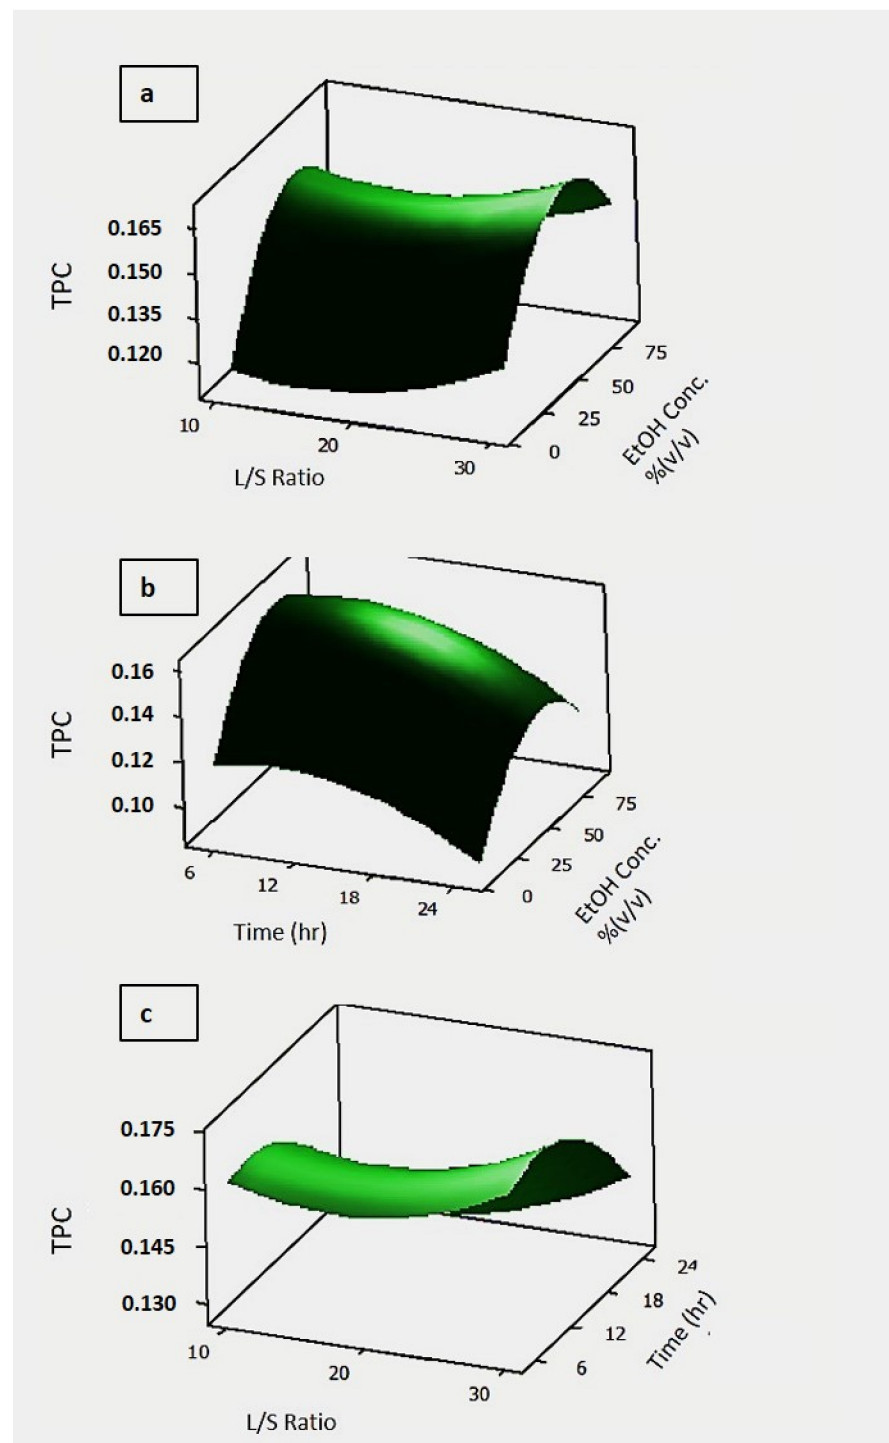 a
0.165
0.150
0.135
0.120
TPC
10
20
30
L/S Ratio
0
25
50
75
EtOH Conc.
%(v/v)
b
0.16
0.14
0.12
0.10
TPC
6
12
18
24
Time (hr)
0
25
50
75
EtOH Conc.
%(v/v)
c
0.175
0.160
0.145
0.130
TPC
10
20
30
L/S Ratio
6
12
18
24
Time (hr)